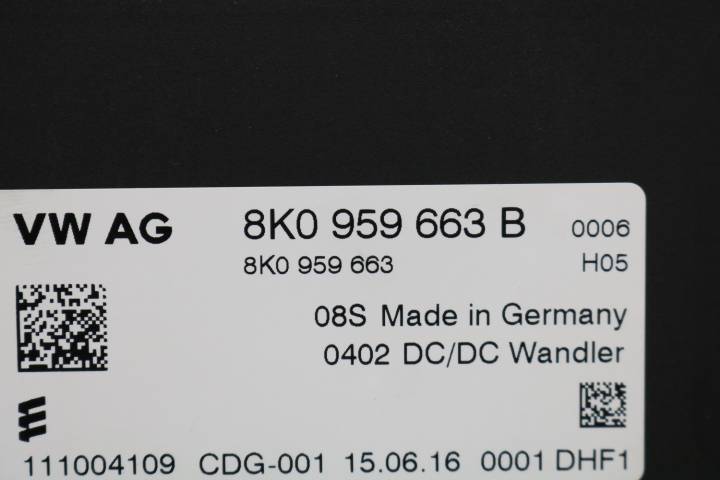 VW AG 8K0 959 663 B 0006
8K0 959 663 H05
08S Made in Germany
0402 DC/DC Wandler
111004109 CDG-001 15.06.16 0001 DHF1